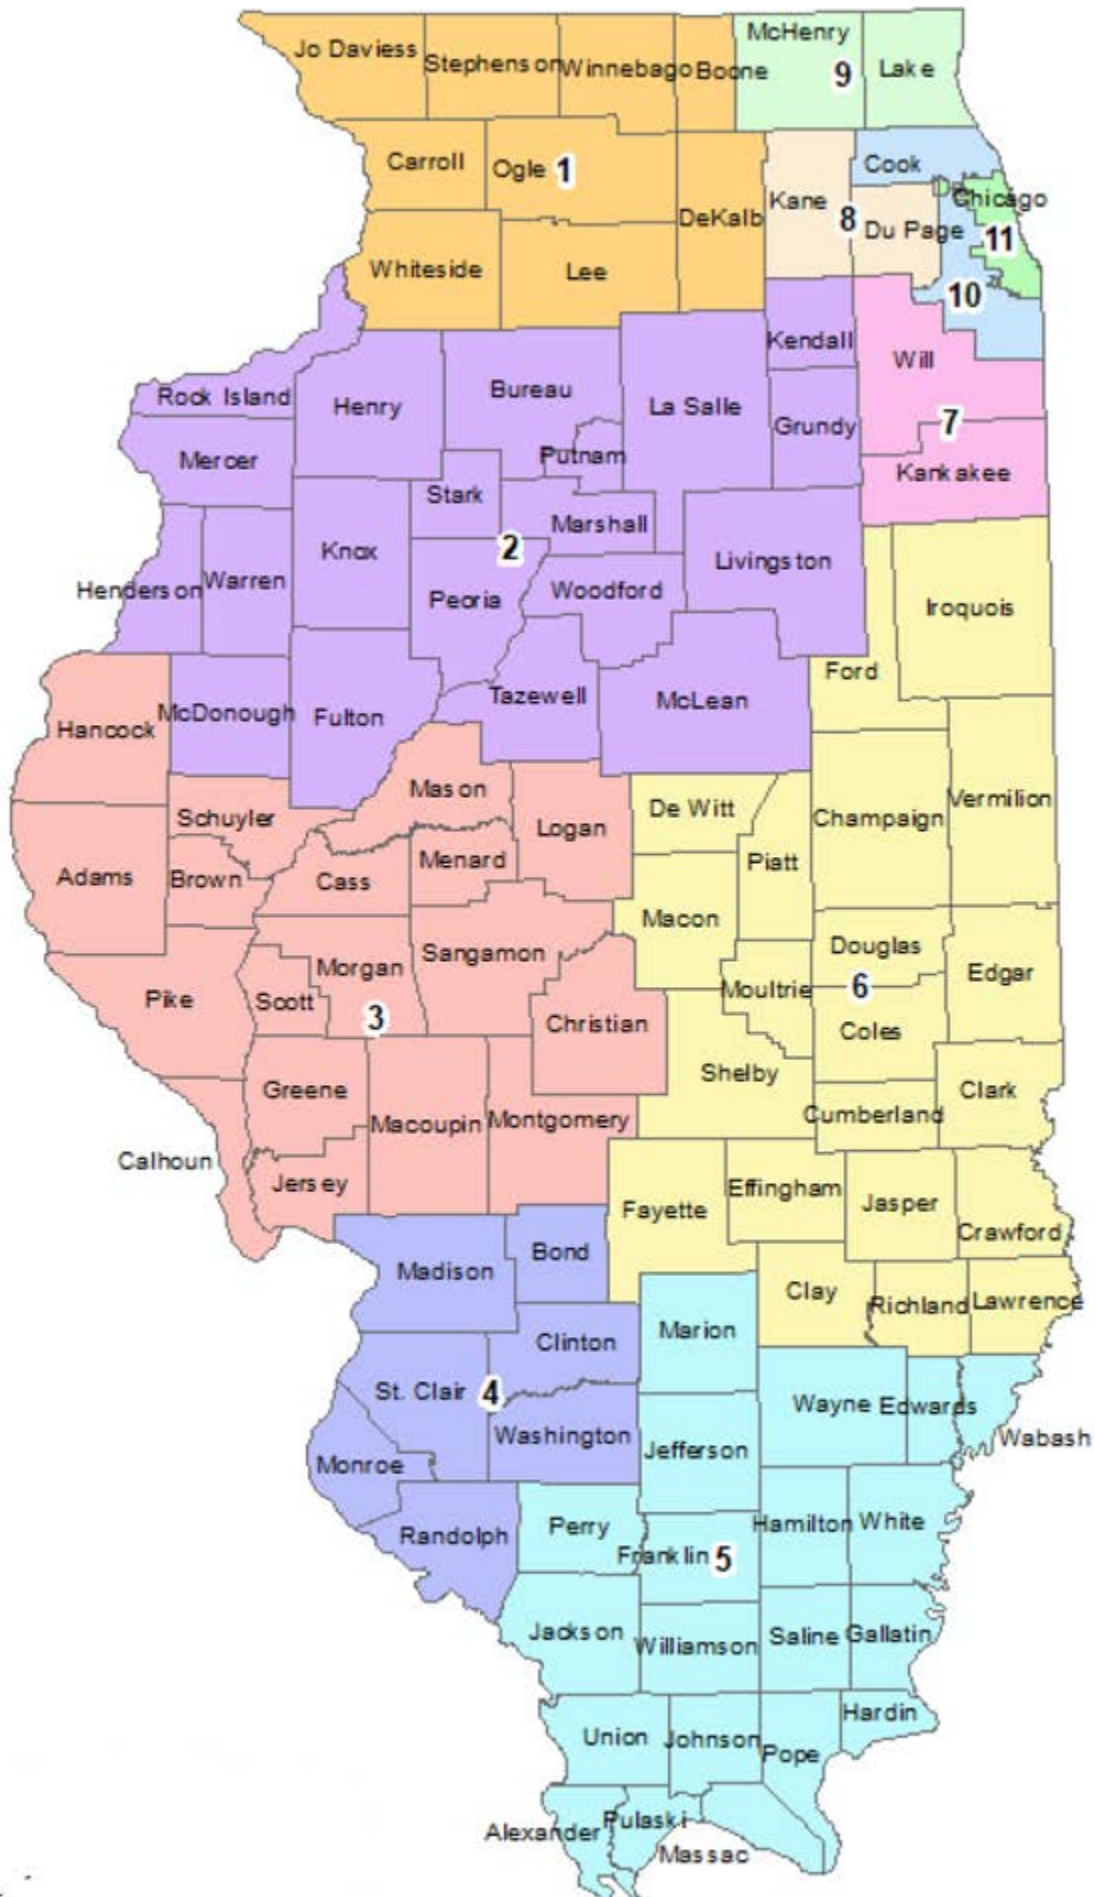 McHenry
Jo Daviess Stephenson Winnebago Boone 9 Lake
Carroll Ogle 1 Cook
Kane Chicago
DeKalb 8 Du Page 11
Whiteside Lee
10
Kendall
Will
Rock Island Henry Bureau La Salle
Grundy 7
Mercer Putnam
Kankakee
Stark
Marshall
Knox 2
Livingston
Henderson Warren Peoria Woodford
Iroquois
Ford
Hancock McDonough Fulton Tazewell McLean
Mason
De Witt Vermilion
Schuyler Logan Champaign
Menard Piatt
Adams Brown Cass
Macon
Sangamon Douglas
Morgan
Pike Scott Moultrie 6 Edgar
3 Christian
Coles
Shelby
Greene Clark
Macoupin Montgomery Cumberland
Calhoun
Jersey Effingham
Fayette Jasper
Crawford
Bond
Madison
Clay
Richland Lawrence
Clinton Marion
St. Clair 4
Wayne Edwards
Washington Wabash
Jefferson
Monroe
Randolph Perry Hamilton White
Franklin 5
Jackson Williamson Saline Gallatin
Hardin
Union Johnson
Pope
Alexander Pulaski
Massac